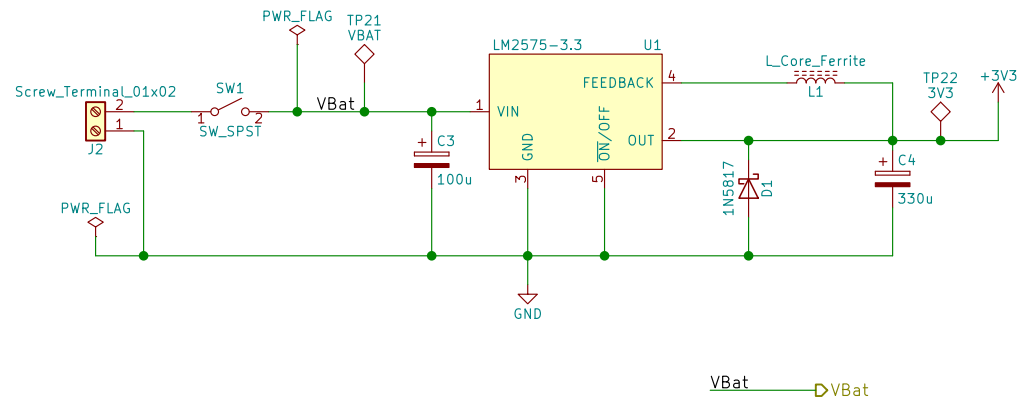 PWR_FLAG
TP21
VBAT
LM2575-3.3
U1
L_Core_Ferrite
FEEDBACK
4
L1
TP22
3V3
+3V3
Screw_Terminal_01x02
SW1
2
1
2
SW_SPST
VBat
1
VIN
1
J2
+
C3
100u
GND
ON/OFF
OUT
2
3
5
1N5817
D1
+
C4
330u
PWR_FLAG
GND
VBat
VBat